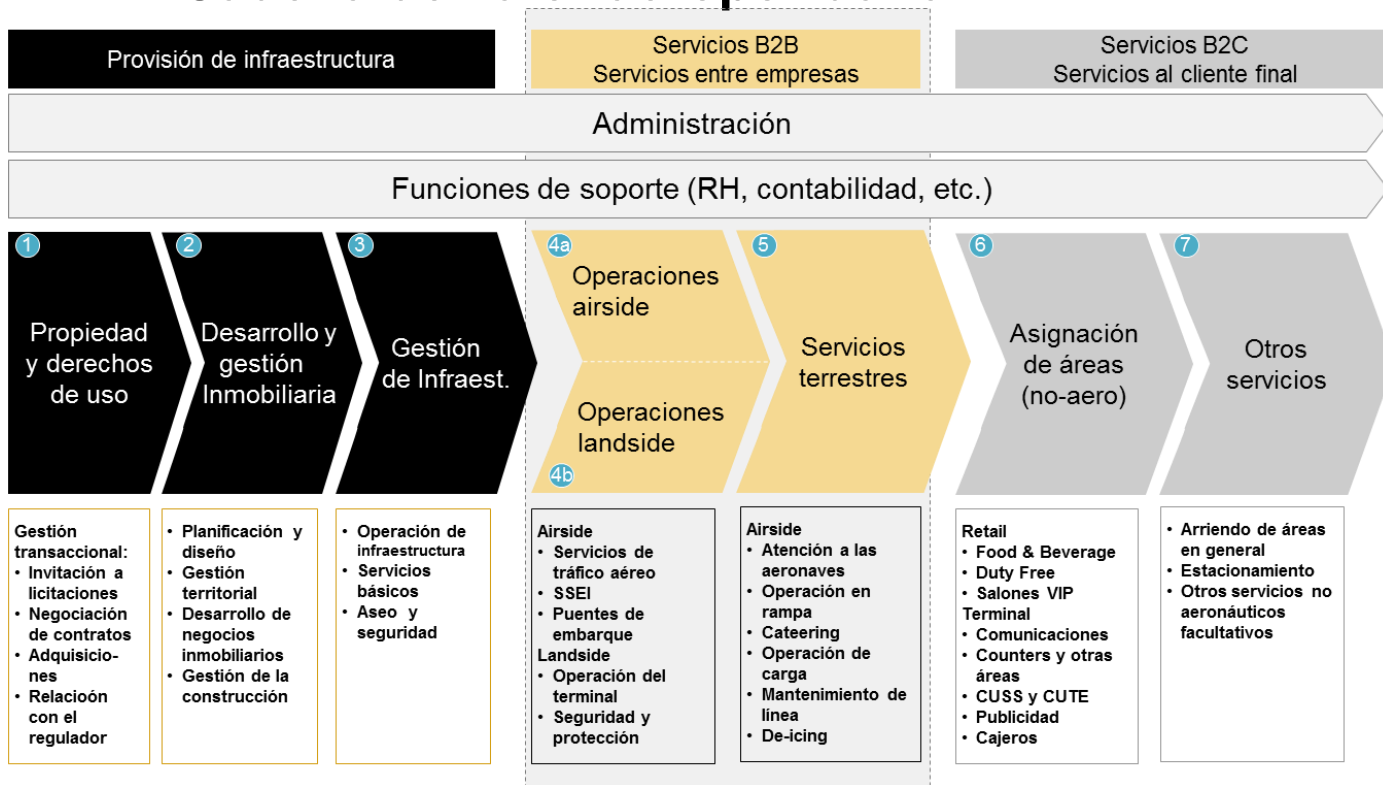 Provisión de infraestructura
Servicios B2B
Servicios entre empresas
Servicios B2C
Servicios al cliente final
Administración
Funciones de soporte (RH, contabilidad, etc.)
1
Propiedad
y derechos
de uso
2
Desarrollo y
gestión
Inmobiliaria
3
Gestión
de Infraest.
4a
Operaciones
airside
Operaciones
landside
4b
5
Servicios
terrestres
6
Asignación
de áreas
(no-aero)
7
Otros
servicios
Gestión
transaccional:
• Invitación a
licitaciones
• Negociación
de contratos
• Adquisicio-
nes
• Relacioón
con el
regulador
• Planificación y
diseño
• Gestión
territorial
• Desarrollo de
negocios
inmobiliarios
• Gestión de la
construcción
• Operación de
infraestructura
• Servicios
básicos
• Aseo y
seguridad
Airside
• Servicios de
tráfico aéreo
• SSEI
• Puentes de
embarque
Landside
• Operación del
terminal
• Seguridad y
protección
Airside
• Atención a las
aeronaves
• Operación en
rampa
• Cateering
• Operación de
carga
• Mantenimiento de
línea
• De-icing
Retail
• Food & Beverage
• Duty Free
• Salones VIP
Terminal
• Comunicaciones
• Counters y otras
áreas
• CUSS y CUTE
• Publicidad
• Cajeros
• Arriendo de áreas
en general
• Estacionamiento
• Otros servicios no
aeronáuticos
facultativos